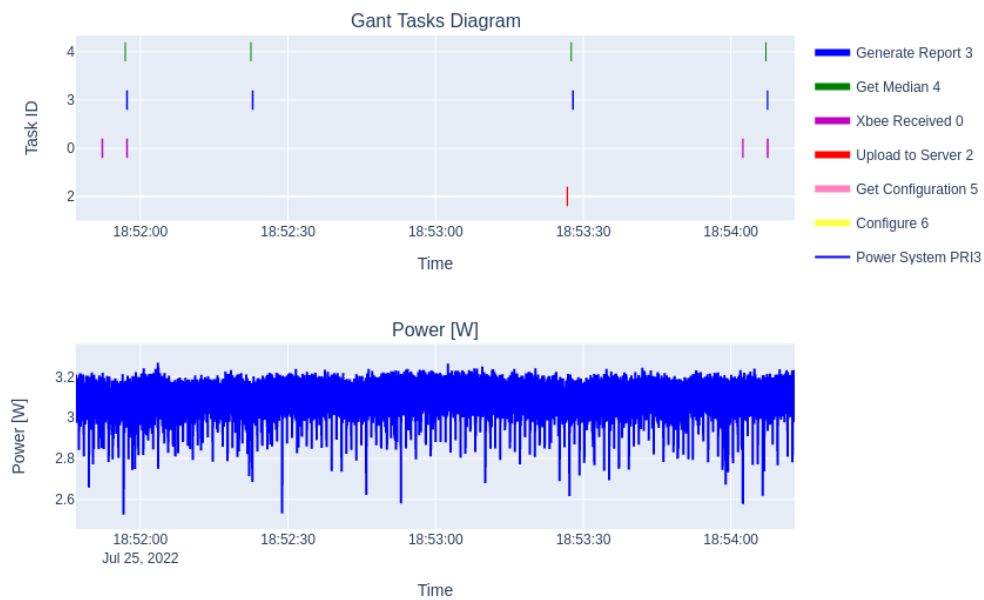 Gant Tasks Diagram
4
3
0
2
Task ID
18:52:00 18:52:30 18:53:00 18:53:30 18:54:00
Time
Generate Report 3
Get Median 4
Xbee Received 0
Upload to Server 2
Get Configuration 5
Configure 6
Power System PRI3
Power [W]
3.2
3
2.8
2.6
Power [W]
18:52:00 18:52:30 18:53:00 18:53:30 18:54:00
Jul 25, 2022
Time